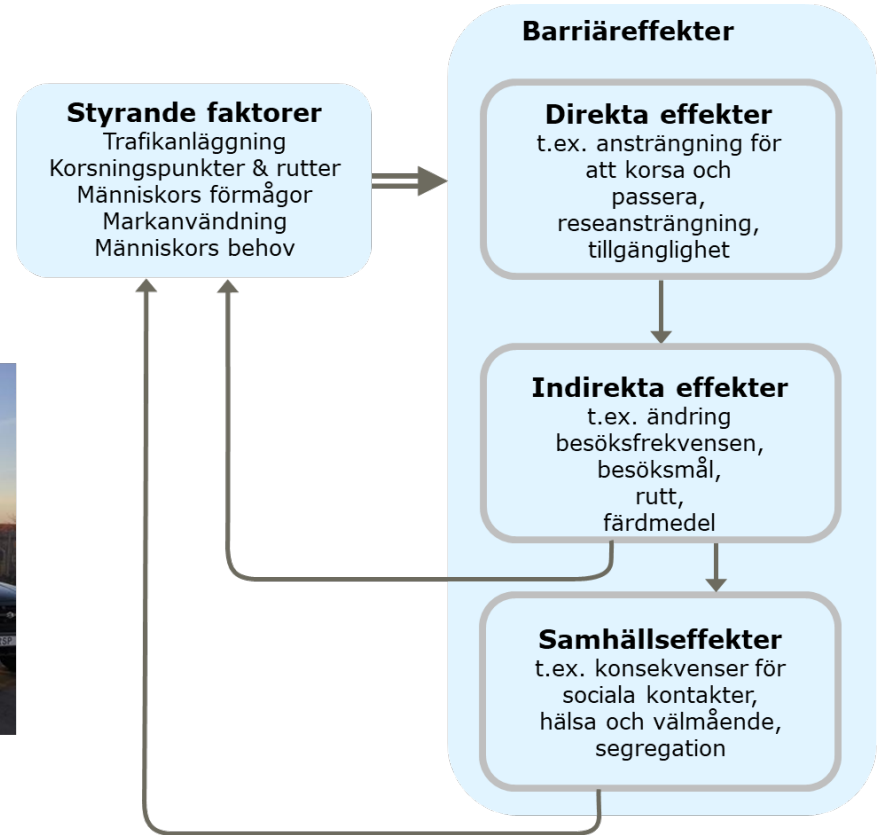 Barriäreffekter
Styrande faktorer
Trafikanläggning
Korsningspunkter & rutter
Människors förmågor
Markanvändning
Människors behov
Direkta effekter
t.ex. ansträngning för
att korsa och
passera,
reseansträngning,
tillgänglighet
Indirekta effekter
t.ex. ändring
besöksfrekvensen,
besöksmål,
rutt,
färdmedel
Samhällseffekter
t.ex. konsekvenser för
sociala kontakter,
hälsa och välmående,
segregation